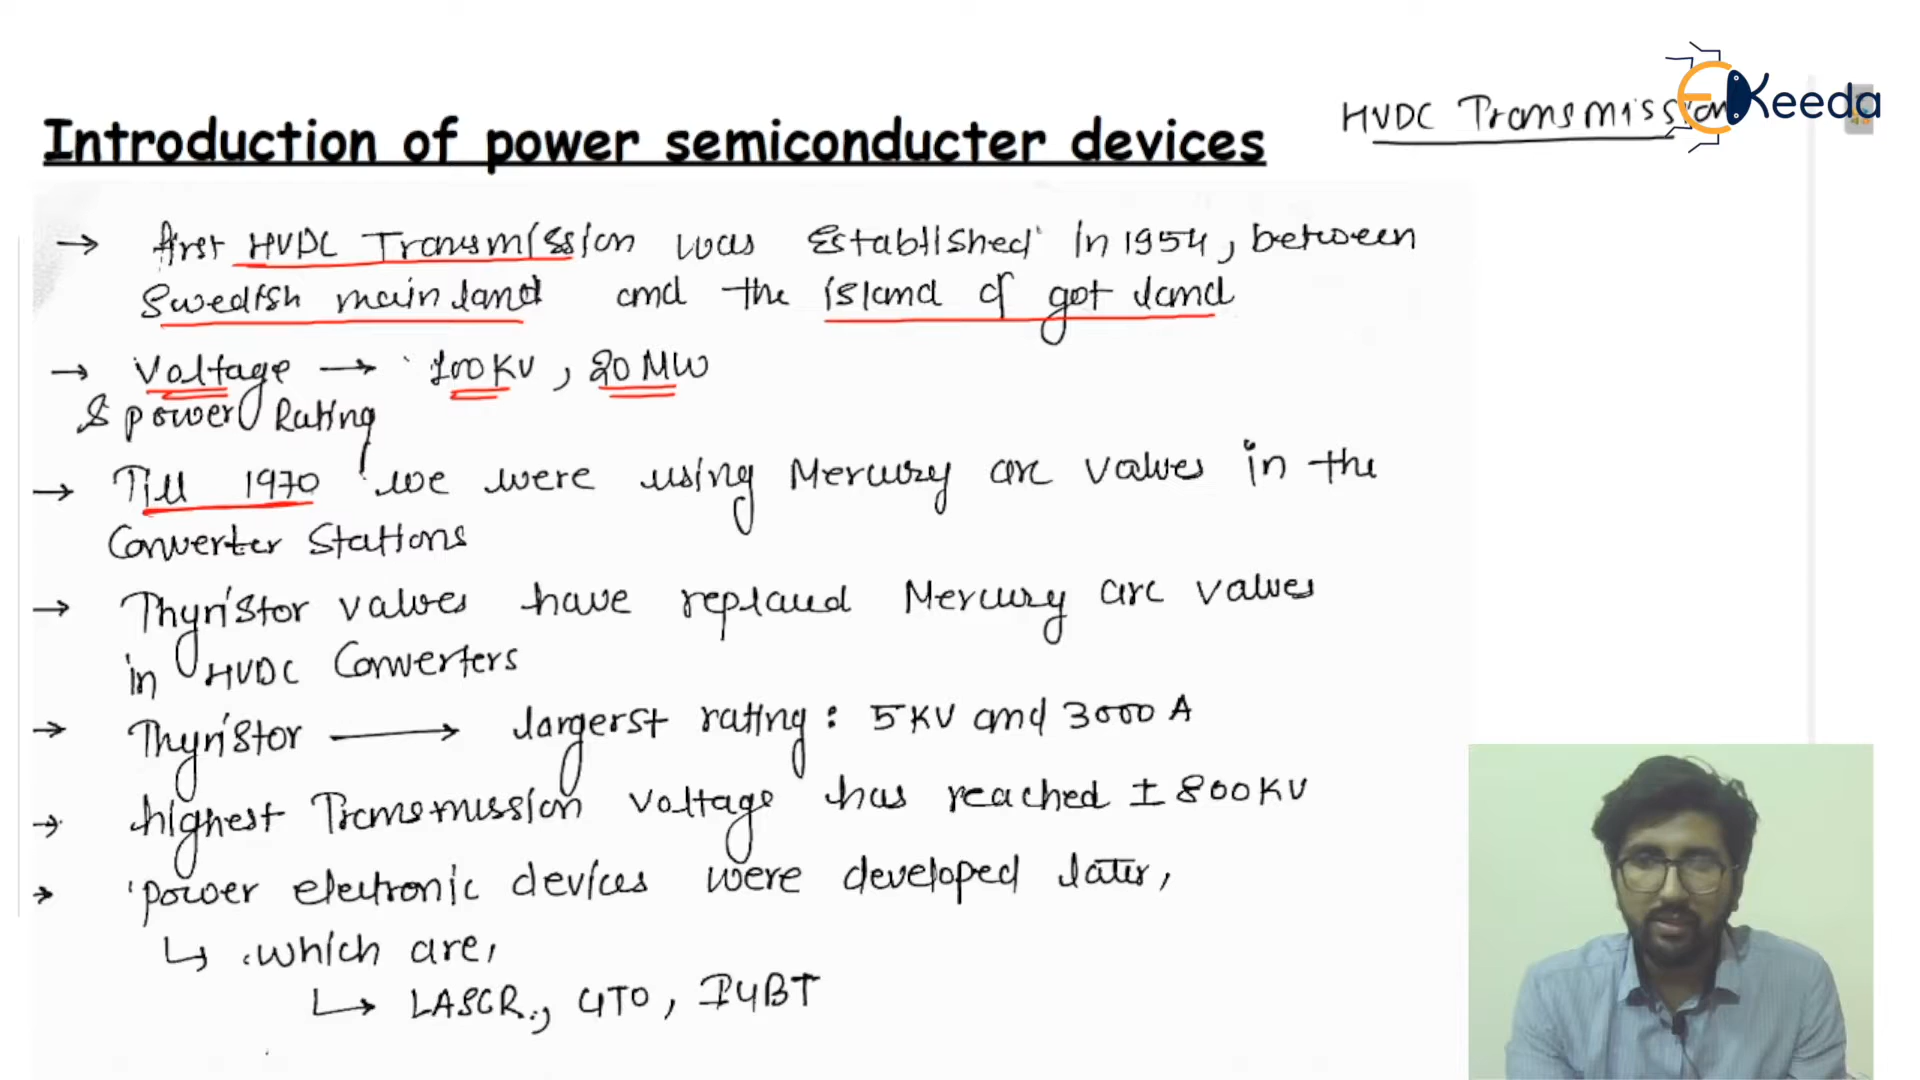 HVDC Transmission
EKeeda
Introduction of power semiconducter devices
→ first HVDC Transmission was Established in 1954, between
Swedish mainland and the island of got land
→ Voltage → 100KV, 20 MW
& power Rating
→ Till 1970 we were using Mercury arc valves in the
Converter Stations
→ Thyristor valves have replaced Mercury arc valves
in HVDC Converters
→ Thyristor → largerst rating: 5KV and 3000 A
→ highest Transmission voltage has reached ± 800KV
→ power electronic devices were developed later,
↳ which are,
↳ LASCR, GTO, IGBT